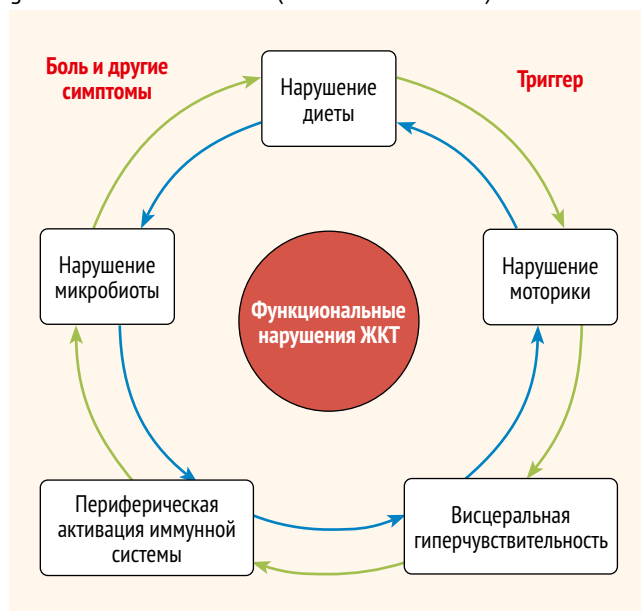 Боль и другие
симптомы
Триггер
Нарушение
диеты
Нарушение
микробиоты
Нарушение
моторики
Функциональные
нарушения ЖКТ
Периферическая
активация иммунной
системы
Висцеральная
гиперчувствительность